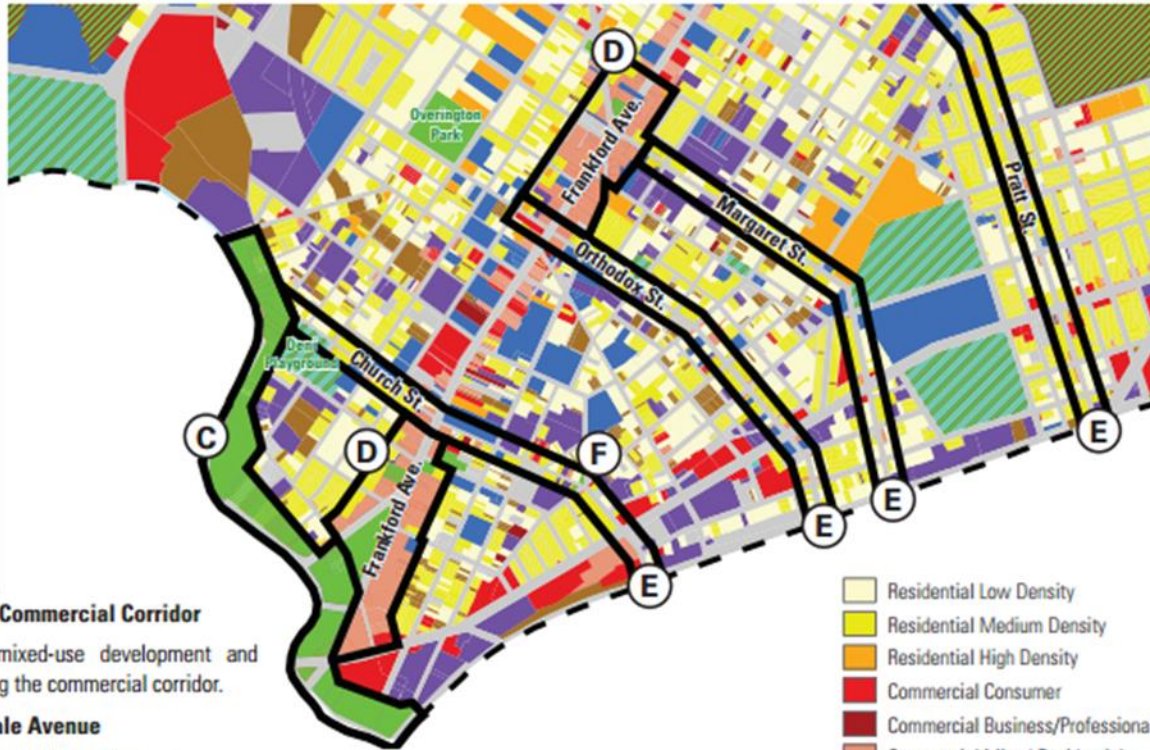 D
Overington
Park
Frankford Ave.
Margaret St.
Pratt St.
Orthodox St.
Playground
Church St.
C
D
F
E
Frankford Ave.
E
E
E
Commercial Corridor
mixed-use development and
the commercial corridor.
Avenue
Residential Low Density
Residential Medium Density
Residential High Density
Commercial Consumer
Commercial Business/Professiona